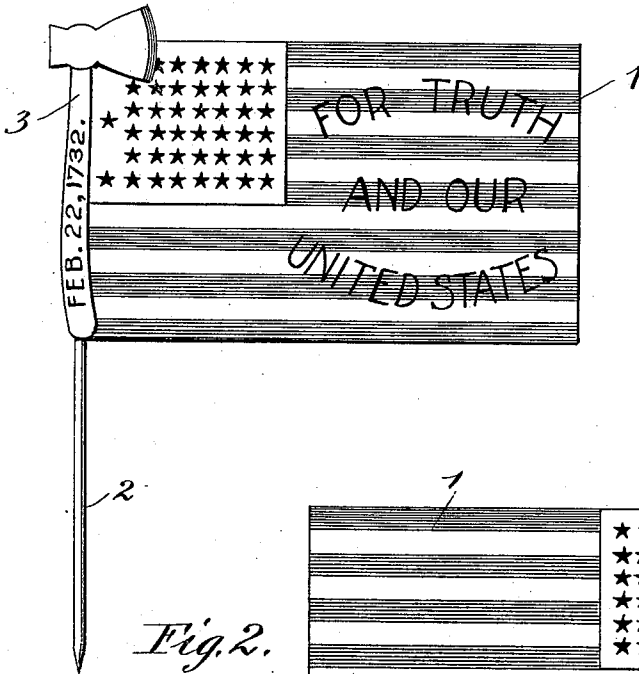 1
3
FEB. 22, 1732.
FOR TRUTH
AND OUR
UNITED STATES
2
1
Fig. 2.